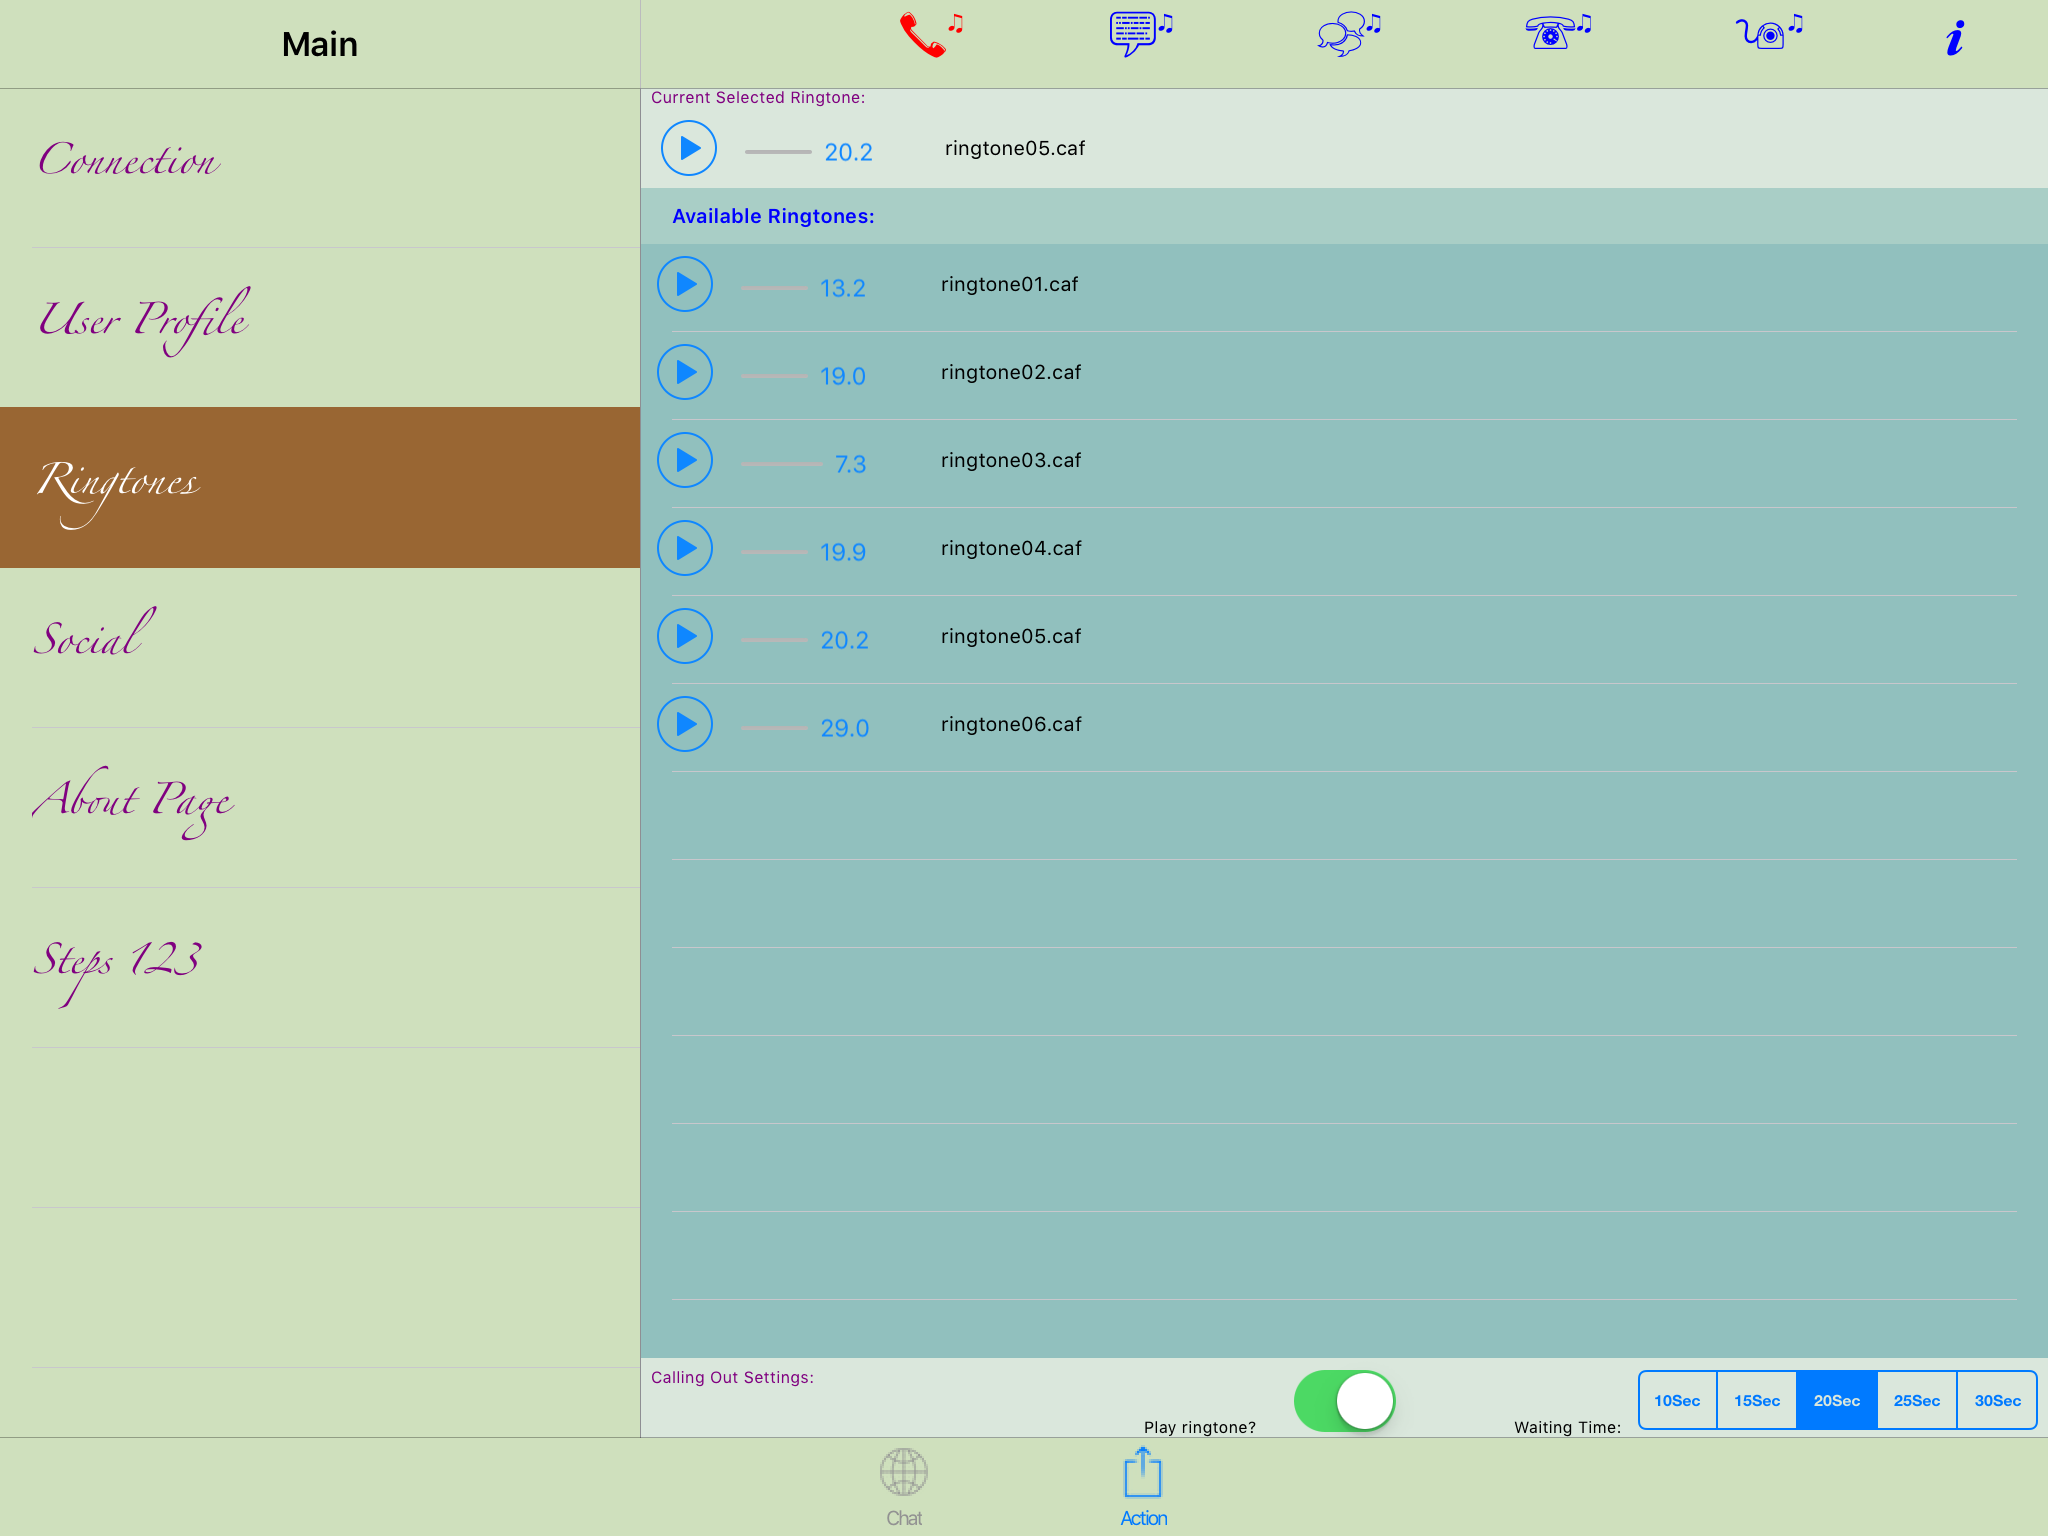 Main
Connection
User Profile
Ringtones
Social
About Page
Steps 123
Current Selected Ringtone:
20.2 ringtone05.caf
Available Ringtones:
13.2 ringtone01.caf
19.0 ringtone02.caf
7.3 ringtone03.caf
19.9 ringtone04.caf
20.2 ringtone05.caf
29.0 ringtone06.caf
Calling Out Settings:
Play ringtone? Waiting Time: 10Sec 15Sec 20Sec 25Sec 30Sec
Chat Action